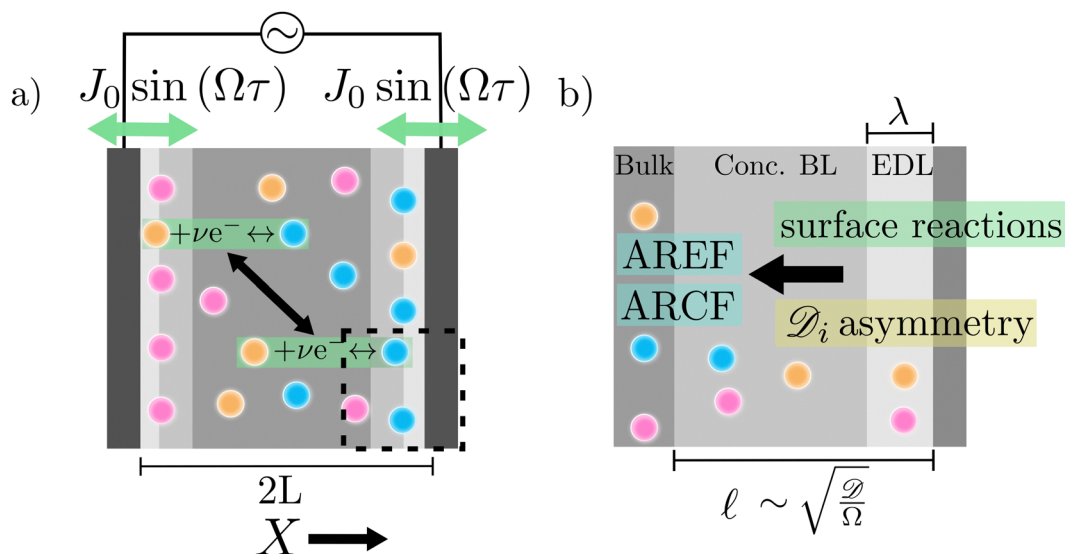 a)
J₀ sin (Ωτ)
J₀ sin (Ωτ)
+νe⁻ ↔
+νe⁻ ↔
2L
X
b)
λ
Bulk
Conc. BL
EDL
surface reactions
AREF
ARCF
𝒟ᵢ asymmetry
ℓ ~ √(𝒟/Ω)